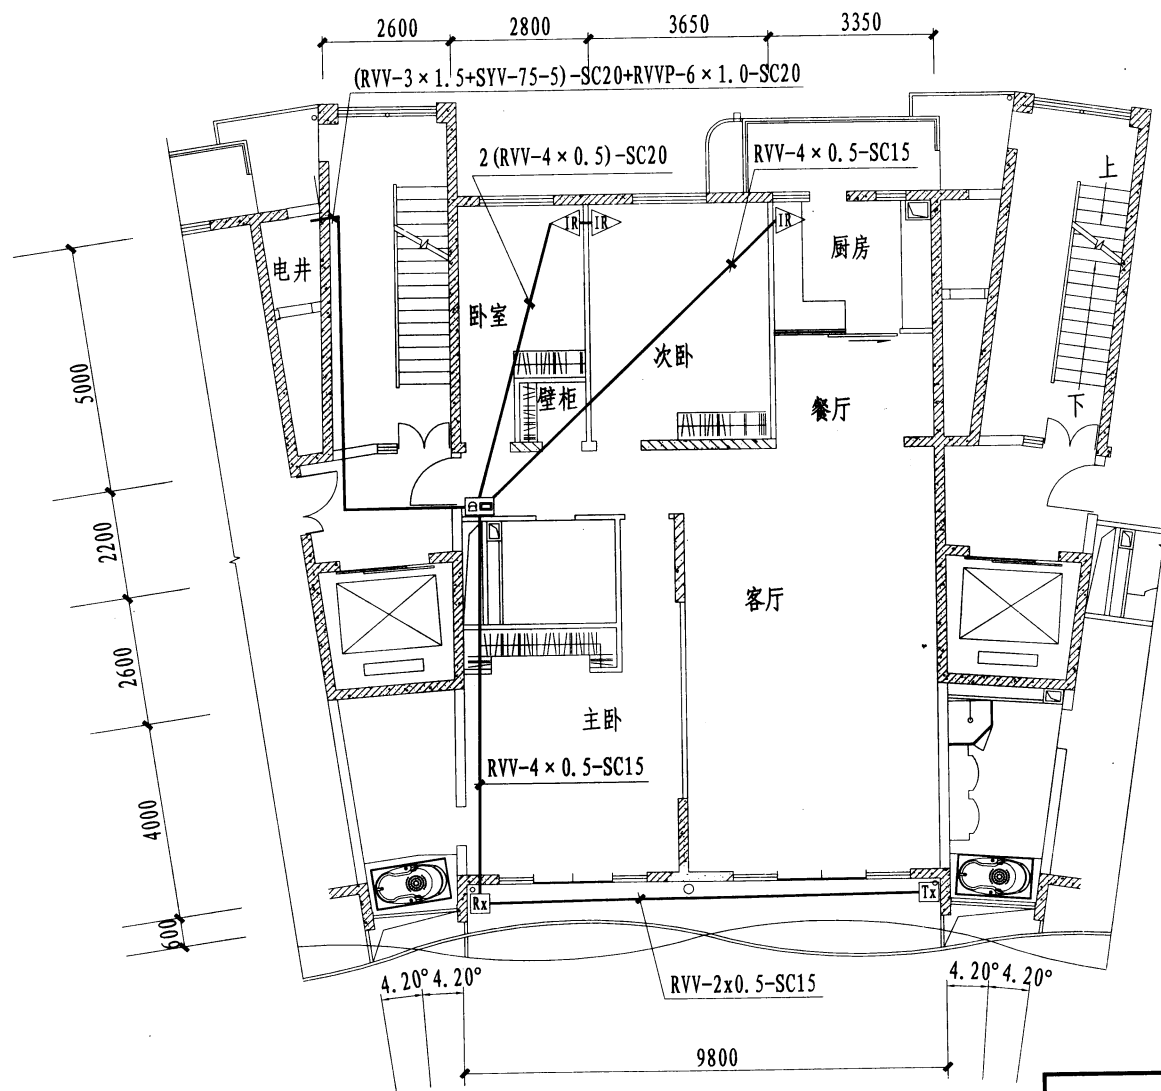 2600
2800
3650
3350
(RVV-3×1.5+SYV-75-5)-SC20+RVVP-6×1.0-SC20
2(RVV-4×0.5)-SC20
RVV-4×0.5-SC15
上
IR
IR
IR
厨房
电井
卧室
次卧
5000
壁柜
餐厅
下
2200
客厅
2600
主卧
RVV-4×0.5-SC15
4000
Rx
Tx
600
4.20°
4.20°
RVV-2x0.5-SC15
4.20°
4.20°
9800